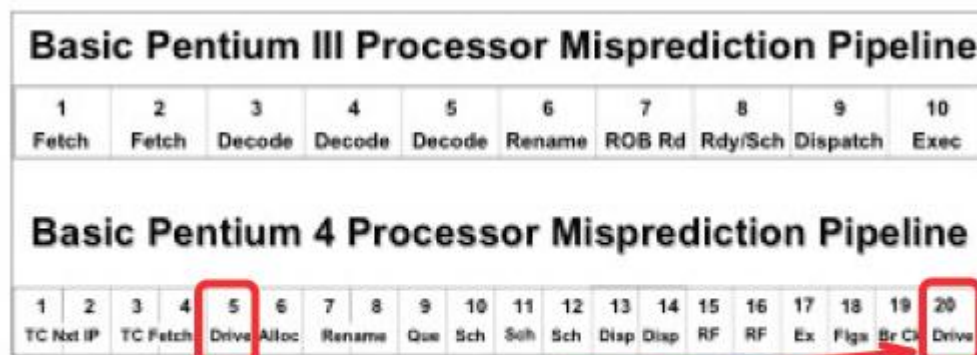 Basic Pentium III Processor Misprediction Pipeline
1 2 3 4 5 6 7 8 9 10
Fetch Fetch Decode Decode Decode Rename ROB Rd Rdy/Sch Dispatch Exec
Basic Pentium 4 Processor Misprediction Pipeline
1 2 3 4 5 6 7 8 9 10 11 12 13 14 15 16 17 18 19 20
TC Nxt IP TC Fetch Drive Alloc Rename Que Sch Sch Sch Disp Disp RF RF Ex Flgs Br Ck Drive